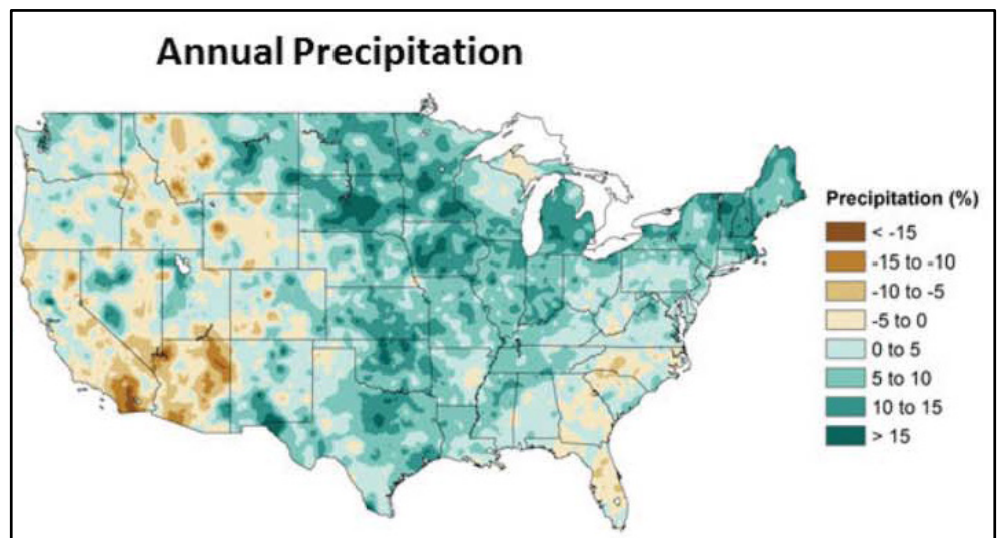 Annual Precipitation
Precipitation (%)
< -15
-15 to -10
-10 to -5
-5 to 0
0 to 5
5 to 10
10 to 15
> 15